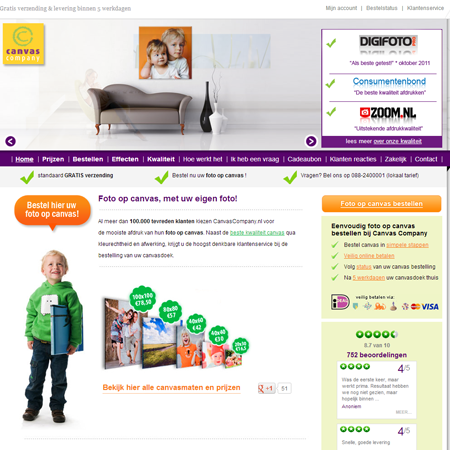 Gratis verzending & levering binnen 5 werkdagen
Mijn account | Bestelstatus | Klantenservice
canvas
company
DIGIFOTO
"Als beste getest!" * oktober 2011
Consumentenbond
"De beste kwaliteit afdrukken"
ZOOM.NL
"Uitstekende afdrukkwaliteit"
lees meer over onze kwaliteit
Home | Prijzen | Bestellen | Effecten | Kwaliteit | Hoe werkt het | Ik heb een vraag | Cadeaubon | Klanten reacties | Zakelijk | Contact
standaard GRATIS verzending
Bestel nu uw foto op canvas !
Vragen? Bel ons op 088-2400001 (lokaal tarief)
Bestel hier uw
foto op canvas!
Foto op canvas, met uw eigen foto!
Al meer dan 100.000 tevreden klanten kiezen CanvasCompany.nl voor
de mooiste afdruk van hun foto op canvas. Naast de beste kwaliteit canvas qua
kleurechtheid en afwerking, krijgt u de hoogst denkbare klantenservice bij de
bestelling van uw canvasdoek.
100x100
€78,50
80x80
€57
60x60
€42
40x40
€30
20x30
€16,5
Bekijk hier alle canvasmaten en prijzen
+1 51
Foto op canvas bestellen
Eenvoudig foto op canvas
bestellen bij Canvas Company
Bestel canvas in simpele stappen
Veilig online betalen
Volg status van uw canvas bestelling
Na 5 werkdagen uw canvasdoek thuis
veilig betalen via:
VISA
8.7 van 10
752 beoordelingen
4/5
Was de eerste keer, maar
werkt prima. Resultaat hebben
we nog niet gezien, maar
hopelijk binnen ...
Anoniem
MEER...
4/5
Snelle, goede levering